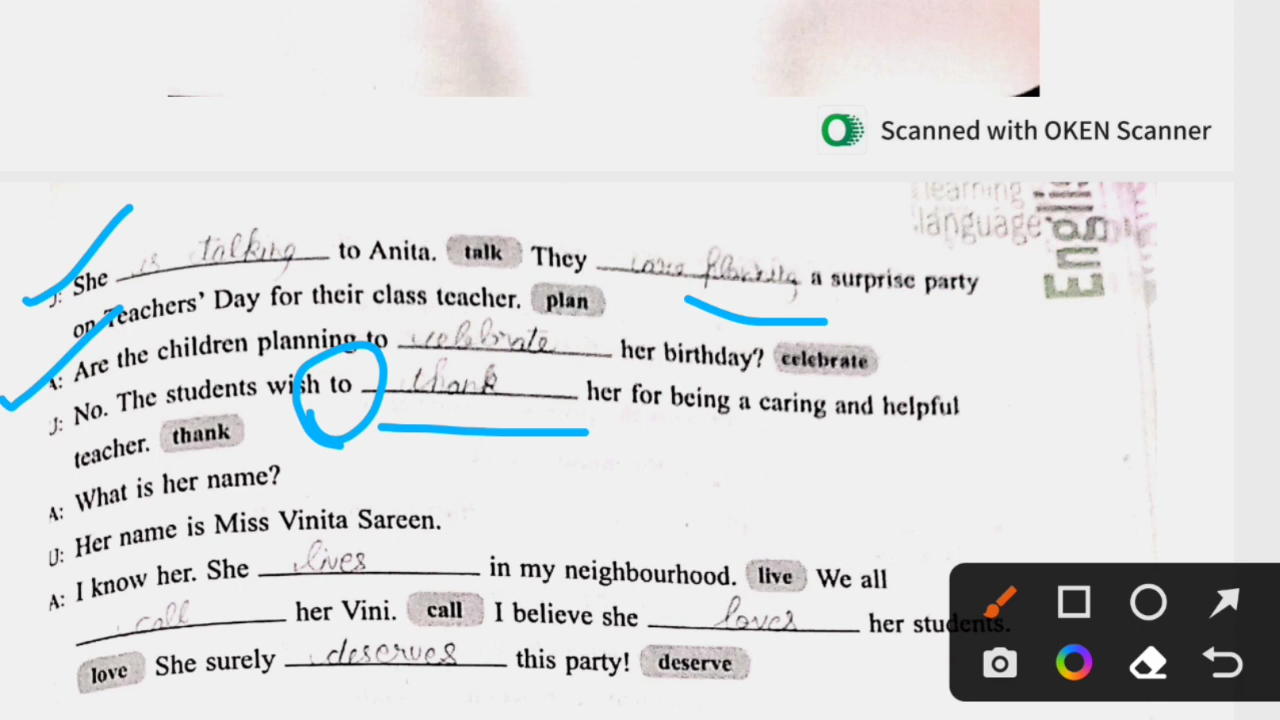 Scanned with OKEN Scanner
learning
language
English
J: She is talking to Anita. talk They are planning a surprise party
on Teachers' Day for their class teacher. plan
A: Are the children planning to celebrate her birthday? celebrate
J: No. The students wish to thank her for being a caring and helpful
teacher. thank
A: What is her name?
U: Her name is Miss Vinita Sareen.
A: I know her. She lives in my neighbourhood. live We all
call her Vini. call I believe she loves her students.
love She surely deserves this party! deserve